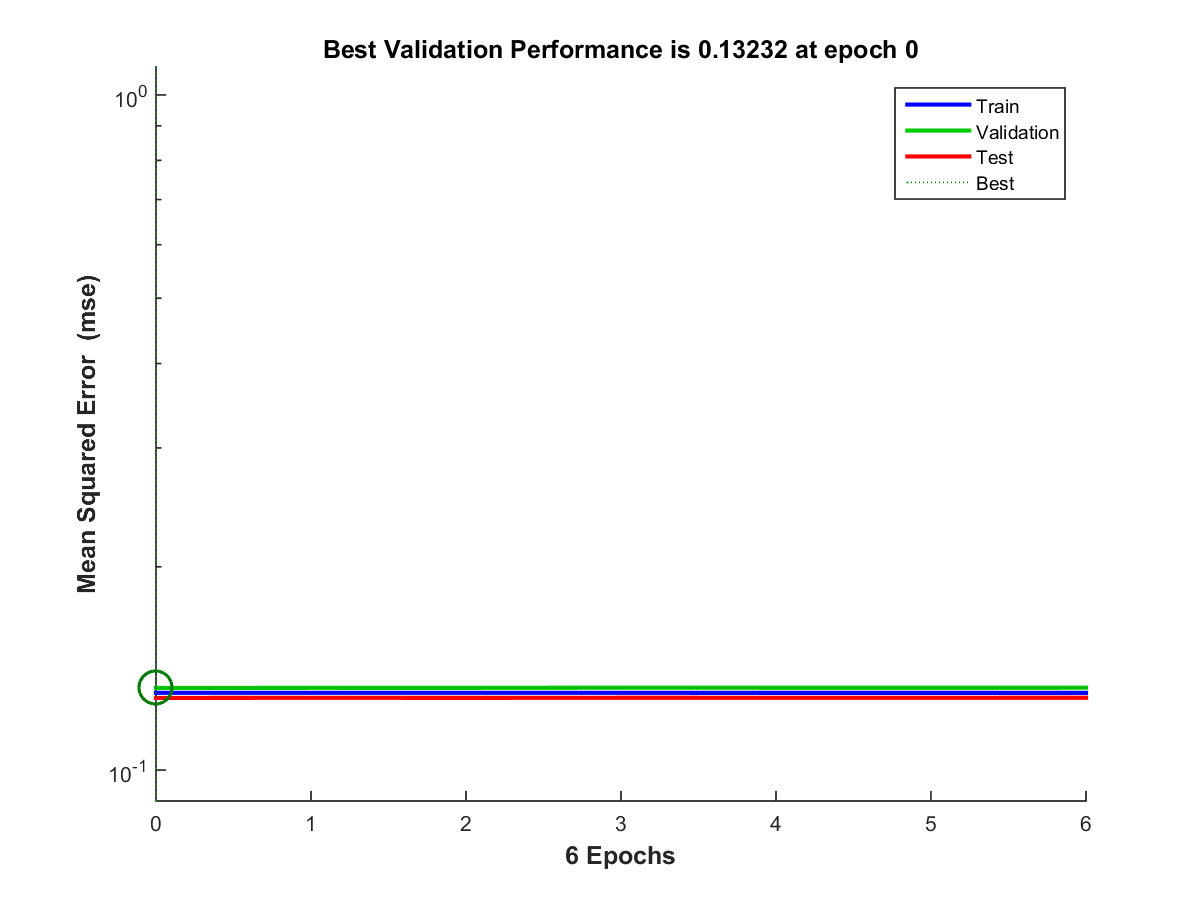 Best Validation Performance is 0.13232 at epoch 0
Mean Squared Error  (mse)
10^0
10^-1
Train
Validation
Test
Best
0 1 2 3 4 5 6
6 Epochs